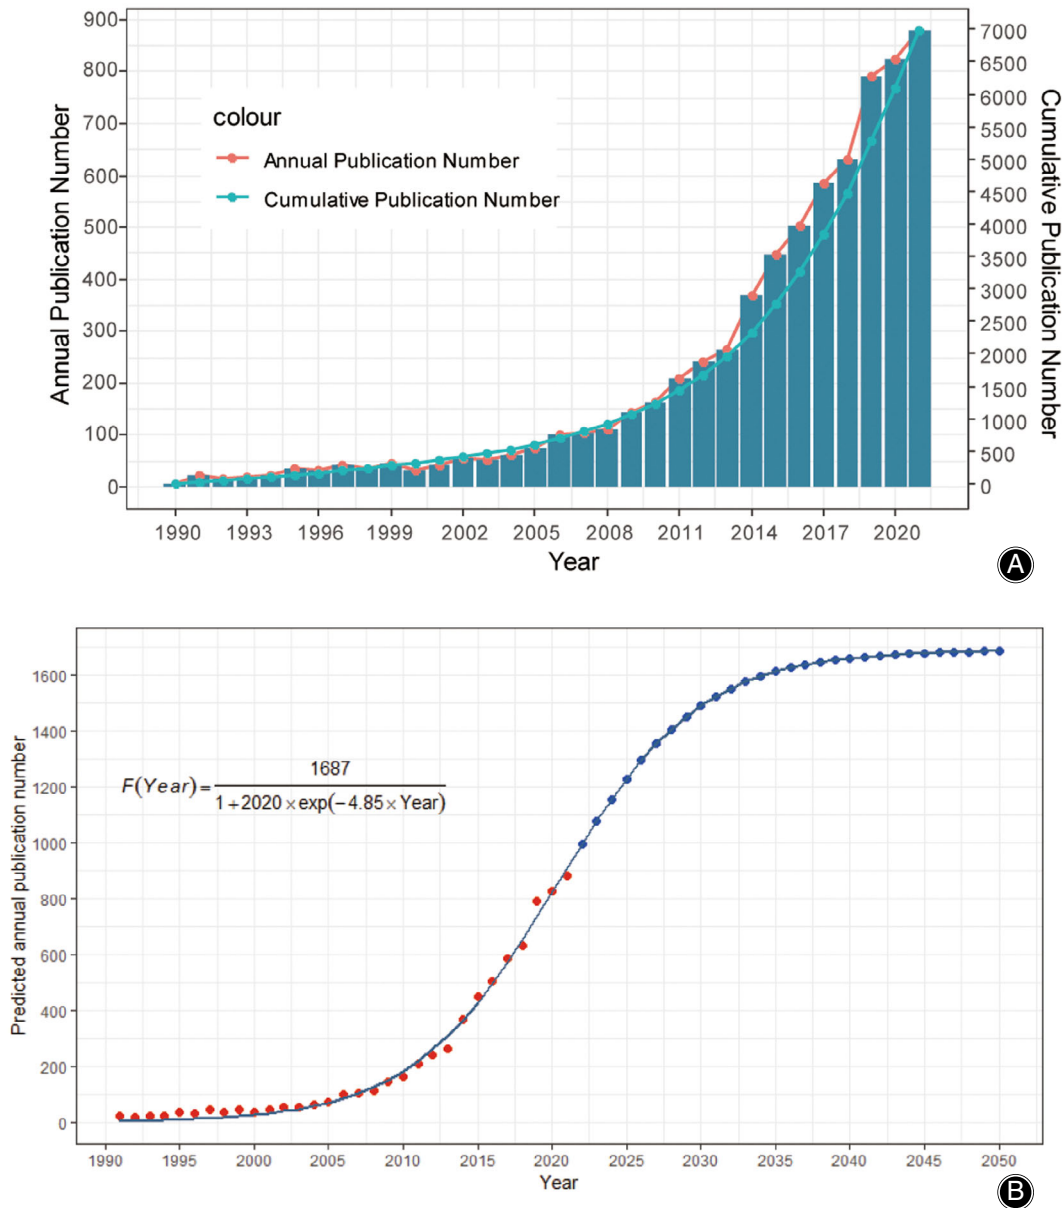 900
800
700
600
500
400
300
200
100
0
Annual Publication Number
colour
Annual Publication Number
Cumulative Publication Number
7000
6500
6000
5500
5000
4500
4000
3500
3000
2500
2000
1500
1000
500
0
Cumulative Publication Number
1990 1993 1996 1999 2002 2005 2008 2011 2014 2017 2020
Year
A
1600
1400
1200
1000
800
600
400
200
0
Predicted annual publication number
F(Year)=
1687
1+2020×exp(−4.85×Year)
1990 1995 2000 2005 2010 2015 2020 2025 2030 2035 2040 2045 2050
Year
B